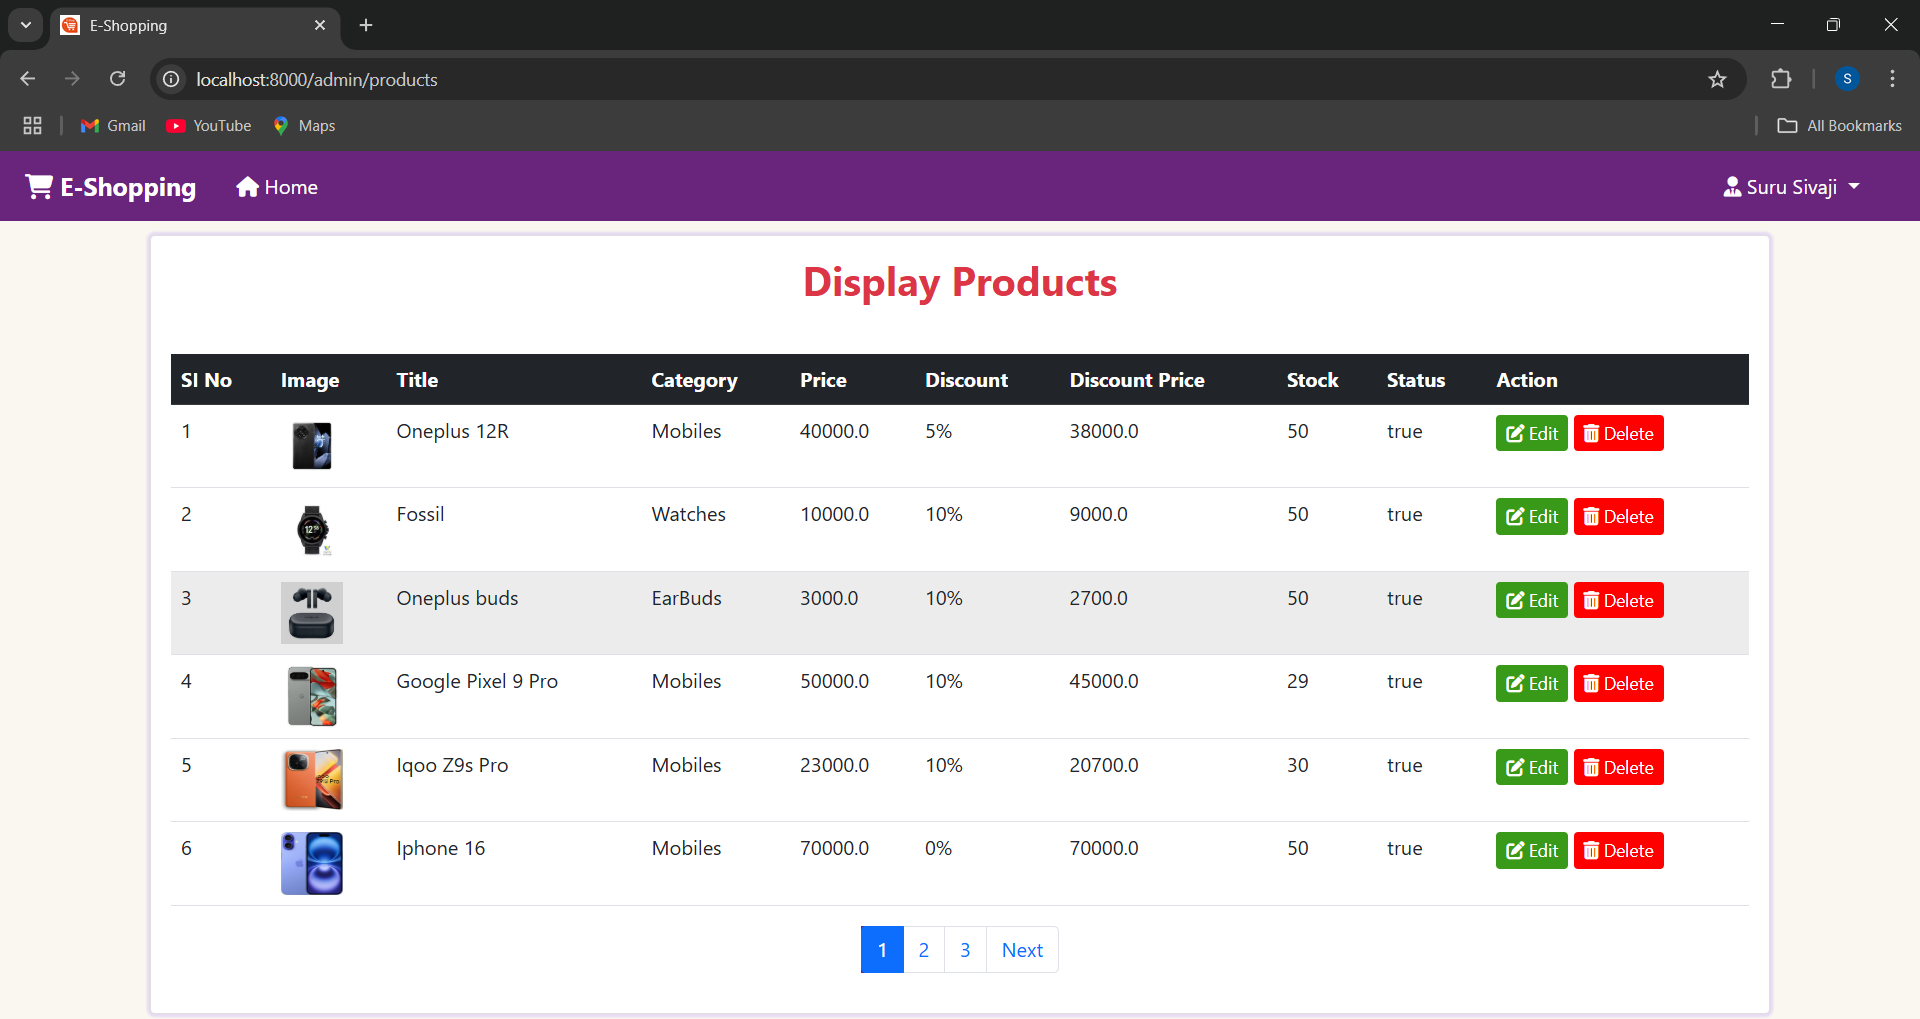 E-Shopping
localhost:8000/admin/products
S
Gmail YouTube Maps All Bookmarks
E-Shopping Home Suru Sivaji
Display Products
Sl No Image Title Category Price Discount Discount Price Stock Status Action
1 Oneplus 12R Mobiles 40000.0 5% 38000.0 50 true Edit Delete
2 Fossil Watches 10000.0 10% 9000.0 50 true Edit Delete
3 Oneplus buds EarBuds 3000.0 10% 2700.0 50 true Edit Delete
4 Google Pixel 9 Pro Mobiles 50000.0 10% 45000.0 29 true Edit Delete
5 Iqoo Z9s Pro Mobiles 23000.0 10% 20700.0 30 true Edit Delete
6 Iphone 16 Mobiles 70000.0 0% 70000.0 50 true Edit Delete
1 2 3 Next